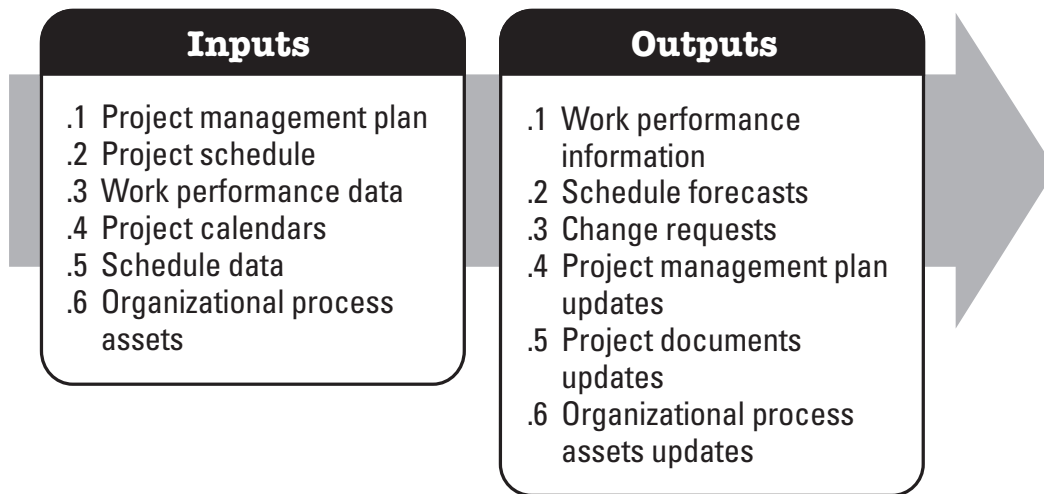 Inputs
.1 Project management plan
.2 Project schedule
.3 Work performance data
.4 Project calendars
.5 Schedule data
.6 Organizational process
assets
Outputs
.1 Work performance
information
.2 Schedule forecasts
.3 Change requests
.4 Project management plan
updates
.5 Project documents
updates
.6 Organizational process
assets updates